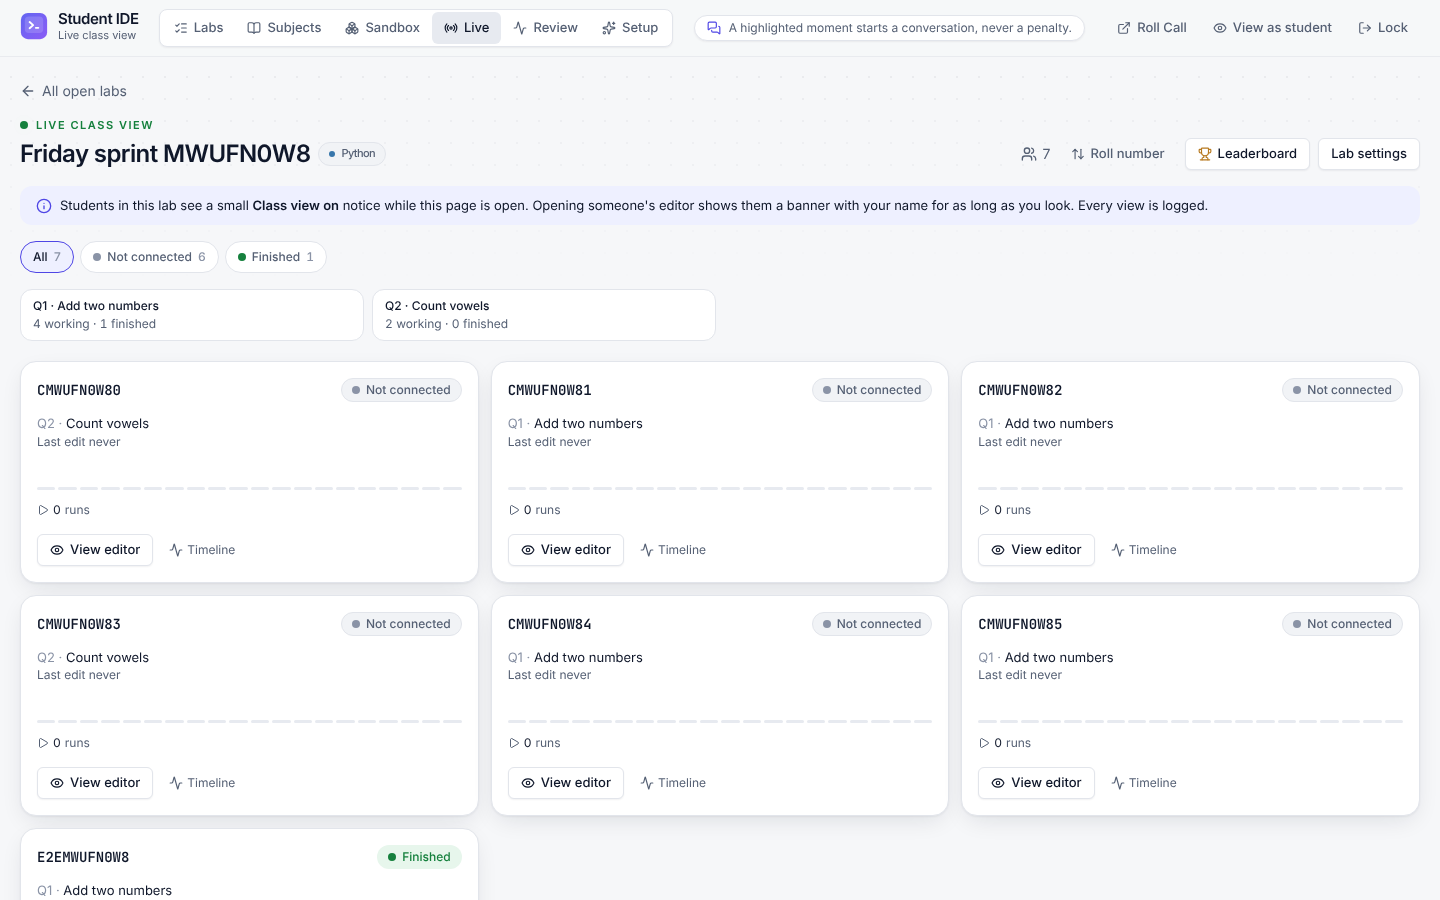 Student IDE
Live class view
Labs
Subjects
Sandbox
Live
Review
Setup
A highlighted moment starts a conversation, never a penalty.
Roll Call
View as student
Lock
All open labs
LIVE CLASS VIEW
Friday sprint MWUFN0W8
Python
7
Roll number
Leaderboard
Lab settings
Students in this lab see a small Class view on notice while this page is open. Opening someone's editor shows them a banner with your name for as long as you look. Every view is logged.
All 7
Not connected 6
Finished 1
Q1 · Add two numbers
4 working · 1 finished
Q2 · Count vowels
2 working · 0 finished
CMWUFN0W80
Not connected
Q2 · Count vowels
Last edit never
0 runs
View editor
Timeline
CMWUFN0W81
Not connected
Q1 · Add two numbers
Last edit never
0 runs
View editor
Timeline
CMWUFN0W82
Not connected
Q1 · Add two numbers
Last edit never
0 runs
View editor
Timeline
CMWUFN0W83
Not connected
Q2 · Count vowels
Last edit never
0 runs
View editor
Timeline
CMWUFN0W84
Not connected
Q1 · Add two numbers
Last edit never
0 runs
View editor
Timeline
CMWUFN0W85
Not connected
Q1 · Add two numbers
Last edit never
0 runs
View editor
Timeline
E2EMWUFN0W8
Finished
Q1 · Add two numbers